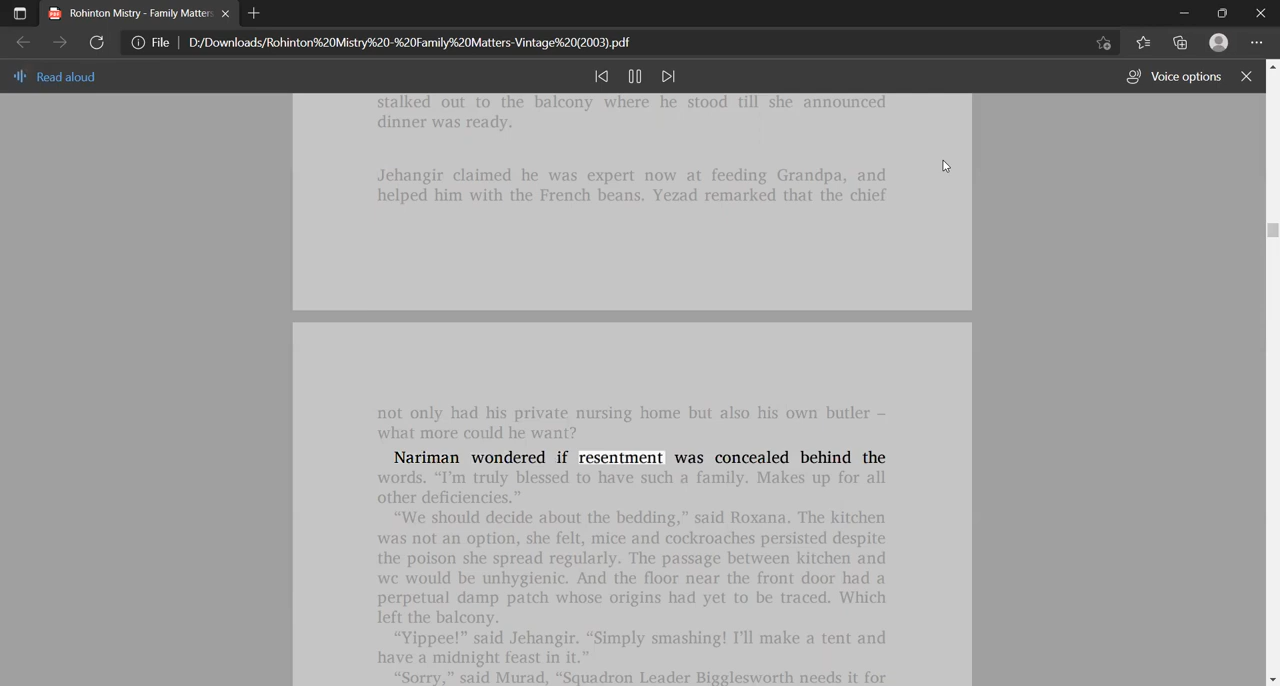 Rohinton Mistry - Family Matters
File | D:/Downloads/Rohinton%20Mistry%20-%20Family%20Matters-Vintage%20(2003).pdf
Read aloud
Voice options
stalked out to the balcony where he stood till she announced
dinner was ready.
Jehangir claimed he was expert now at feeding Grandpa, and
helped him with the French beans. Yezad remarked that the chief
not only had his private nursing home but also his own butler –
what more could he want?
Nariman wondered if resentment was concealed behind the
words. “I’m truly blessed to have such a family. Makes up for all
other deficiencies.”
“We should decide about the bedding,” said Roxana. The kitchen
was not an option, she felt, mice and cockroaches persisted despite
the poison she spread regularly. The passage between kitchen and
wc would be unhygienic. And the floor near the front door had a
perpetual damp patch whose origins had yet to be traced. Which
left the balcony.
“Yippee!” said Jehangir. “Simply smashing! I’ll make a tent and
have a midnight feast in it.”
“Sorry,” said Murad, “Squadron Leader Bigglesworth needs it for